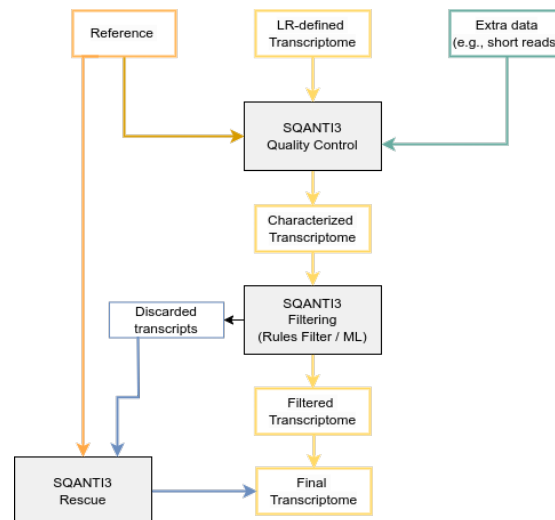 Reference
LR-defined
Transcriptome
Extra data
(e.g., short reads
SQANTI3
Quality Control
Characterized
Transcriptome
SQANTI3
Filtering
(Rules Filter / ML)
Discarded
transcripts
Filtered
Transcriptome
SQANTI3
Rescue
Final
Transcriptome